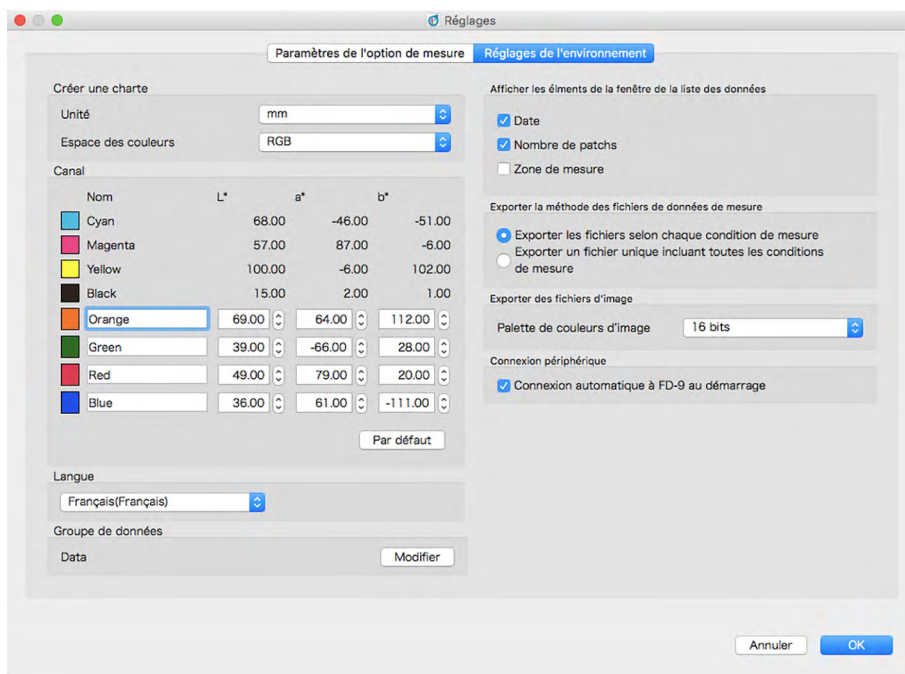 Réglages
Paramètres de l'option de mesure Réglages de l'environnement
Créer une charte
Unité mm
Espace des couleurs RGB
Canal
Nom L* a* b*
Cyan 68.00 -46.00 -51.00
Magenta 57.00 87.00 -6.00
Yellow 100.00 -6.00 102.00
Black 15.00 2.00 1.00
Orange 69.00 64.00 112.00
Green 39.00 -66.00 28.00
Red 49.00 79.00 20.00
Blue 36.00 61.00 -111.00
Par défaut
Langue
Français(Français)
Groupe de données
Data Modifier
Afficher les élments de la fenêtre de la liste des données
Date
Nombre de patchs
Zone de mesure
Exporter la méthode des fichiers de données de mesure
Exporter les fichiers selon chaque condition de mesure
Exporter un fichier unique incluant toutes les conditions
de mesure
Exporter des fichiers d'image
Palette de couleurs d'image 16 bits
Connexion périphérique
Connexion automatique à FD-9 au démarrage
Annuler OK